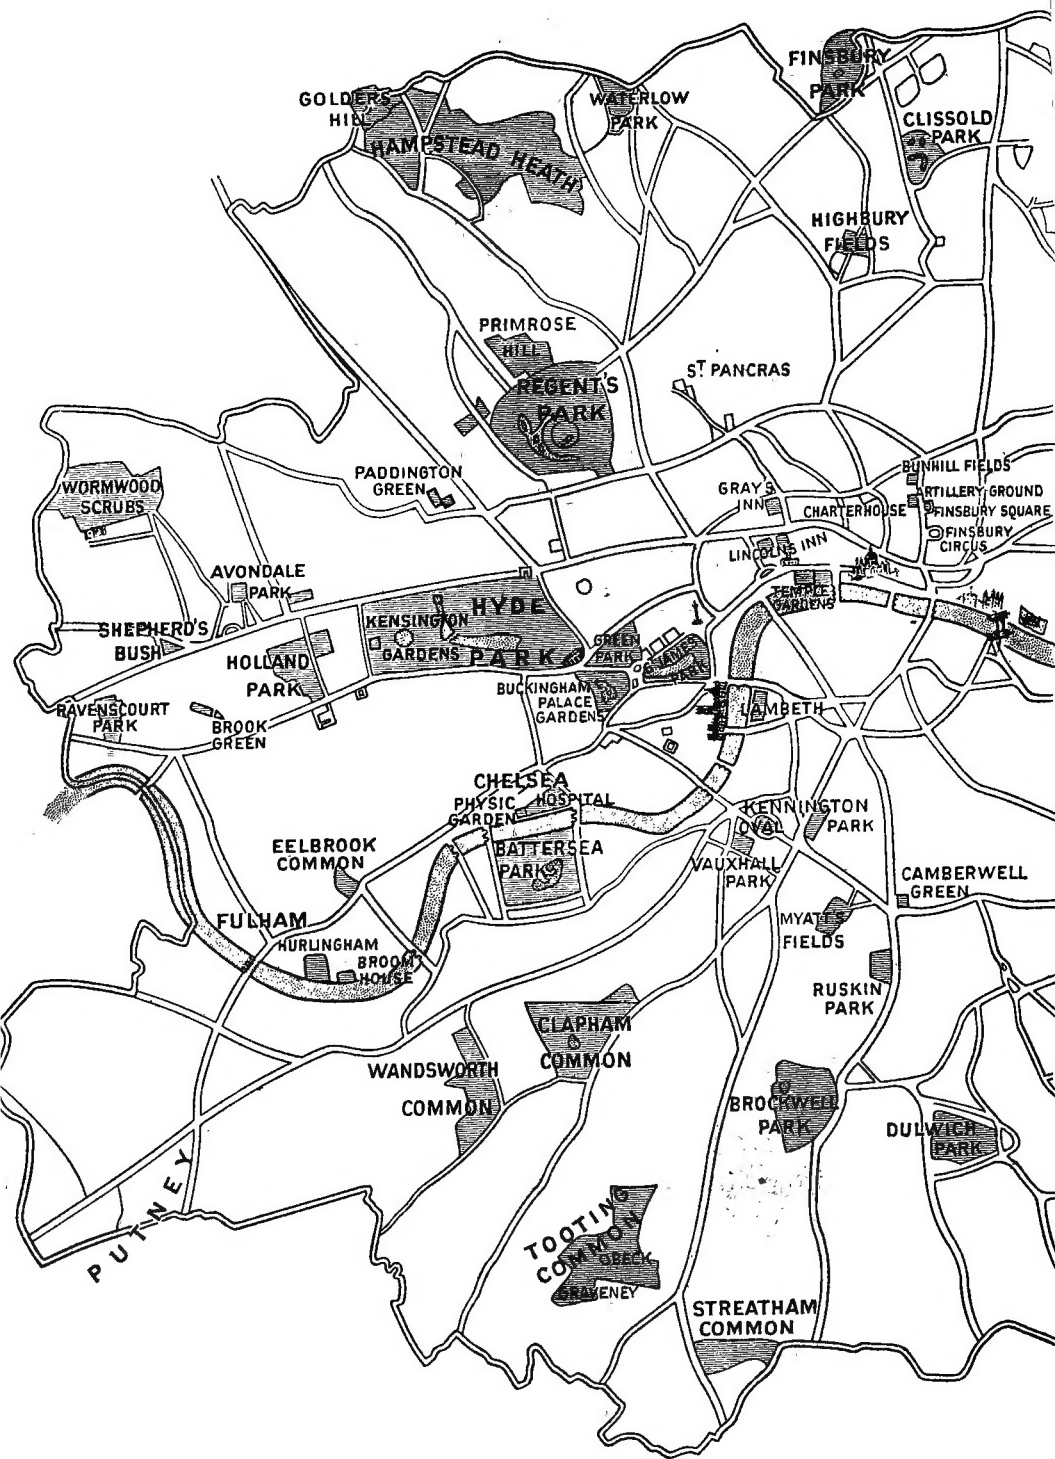 FINSBURY
PARK
GOLDERS
HILL
WATERLOW
PARK
CLISSOLD
PARK
HAMPSTEAD HEATH
HIGHBURY
FIELDS
PRIMROSE
HILL
ST PANCRAS
REGENT'S
PARK
PADDINGTON
GREEN
WORMWOOD
SCRUBS
GRAY'S
INN
BUNHILL FIELDS
ARTILLERY GROUND
CHARTERHOUSE
FINSBURY SQUARE
FINSBURY
CIRCUS
LINCOLN'S INN
AVONDALE
PARK
TEMPLE
GARDENS
HYDE
PARK
KENSINGTON
GARDENS
SHEPHERD'S
BUSH
HOLLAND
PARK
GREEN
PARK
ST JAMES'
PARK
BUCKINGHAM
PALACE
GARDENS
RAVENSCOURT
PARK
BROOK
GREEN
LAMBETH
CHELSEA
HOSPITAL
PHYSIC
GARDEN
KENNINGTON
OVAL
PARK
EELBROOK
COMMON
BATTERSEA
PARK
VAUXHALL
PARK
CAMBERWELL
GREEN
FULHAM
MYATT'S
FIELDS
HURLINGHAM
BROOM
HOUSE
RUSKIN
PARK
CLAPHAM
COMMON
WANDSWORTH
COMMON
BROCKWELL
PARK
DULWICH
PARK
PUTNEY
TOOTING
COMMON
BECK
GRAVENEY
STREATHAM
COMMON